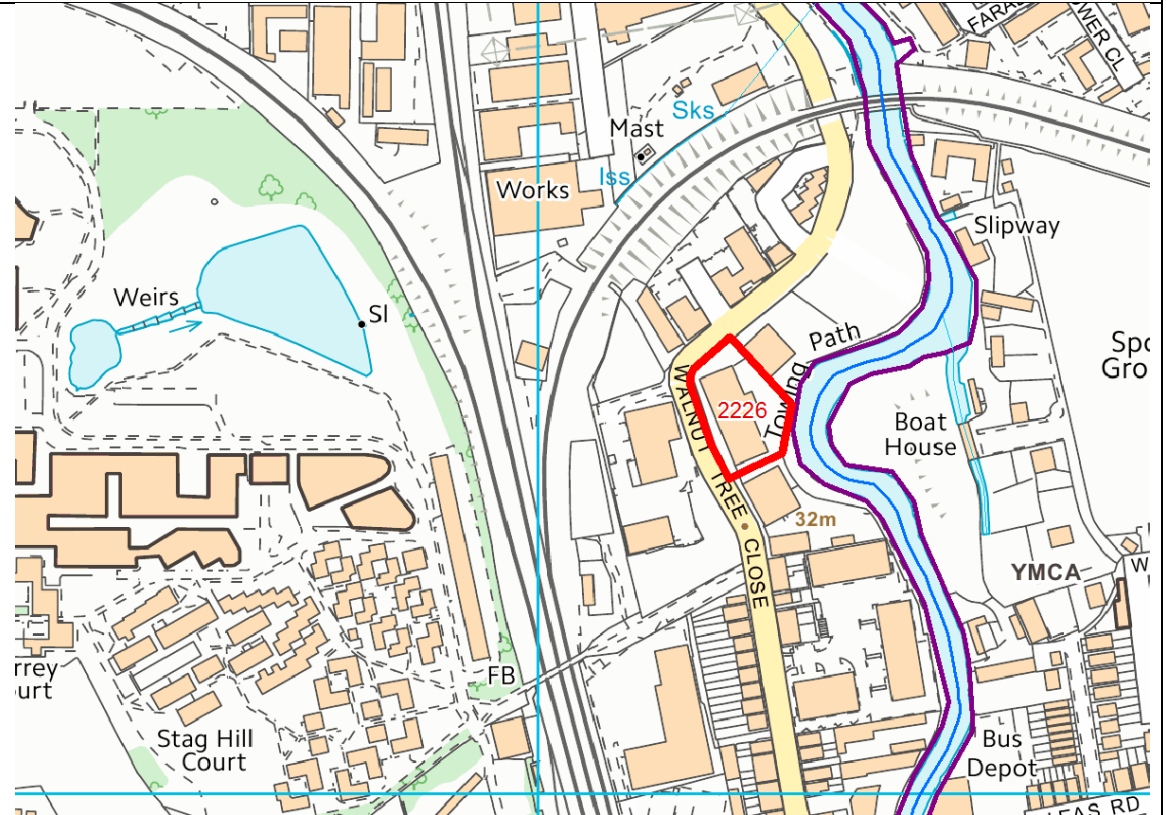 Sks
Mast
Iss
Works
Slipway
Weirs
SI
Towing Path
WALNUT TREE CLOSE
2226
Boat
House
32m
YMCA
FB
Stag Hill
Court
Bus
Depot